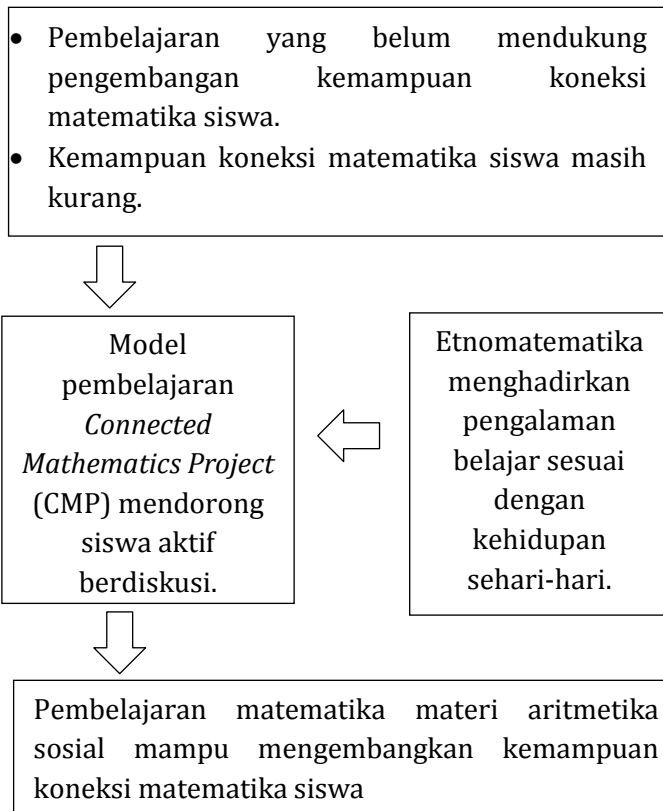 • Pembelajaran yang belum mendukung
pengembangan kemampuan koneksi
matematika siswa.
• Kemampuan koneksi matematika siswa masih
kurang.
Model
pembelajaran
Connected
Mathematics Project
(CMP) mendorong
siswa aktif
berdiskusi.
Etnomatematika
menghadirkan
pengalaman
belajar sesuai
dengan
kehidupan
sehari-hari.
Pembelajaran matematika materi aritmetika
sosial mampu mengembangkan kemampuan
koneksi matematika siswa